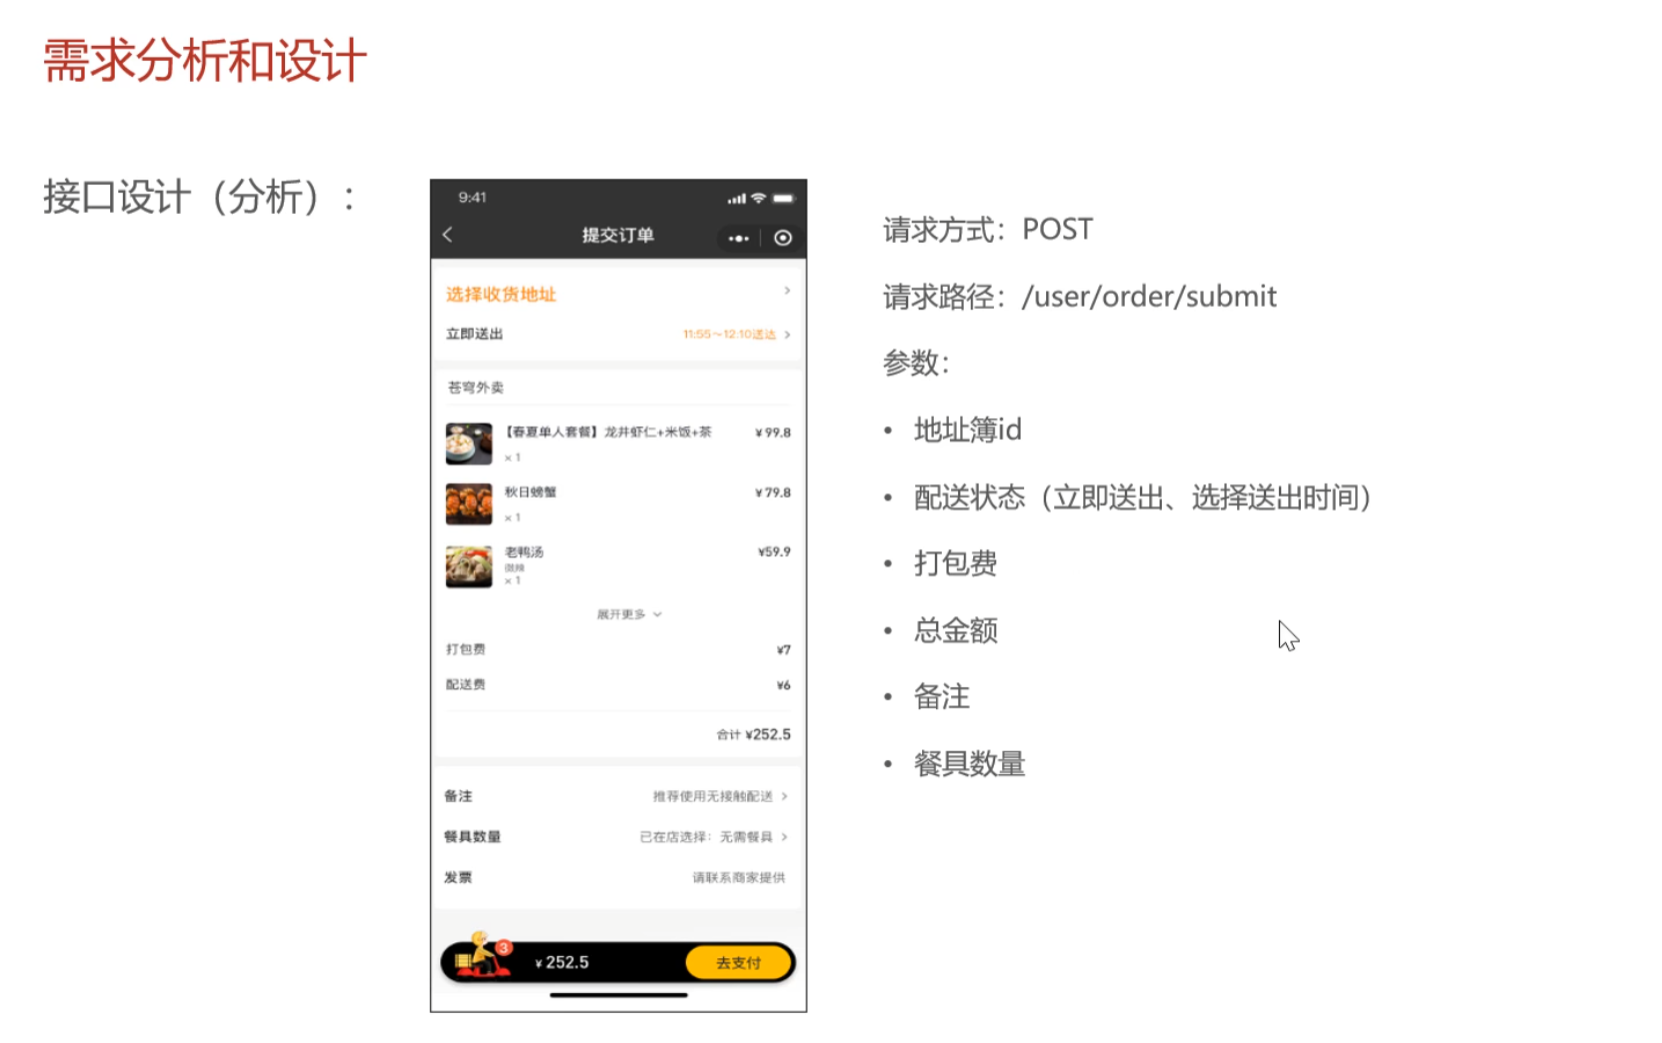 需求分析和设计
接口设计（分析）：
9:41
提交订单
选择收货地址
立即送出 11:55～12:10送达
苍穹外卖
【春夏单人套餐】龙井虾仁+米饭+茶 ¥99.8
×1
秋日螃蟹 ¥79.8
×1
老鸭汤 ¥59.9
微辣
×1
展开更多
打包费 ¥7
配送费 ¥6
合计 ¥252.5
备注 推荐使用无接触配送
餐具数量 已在店选择：无需餐具
发票 请联系商家提供
3
¥252.5 去支付
请求方式：POST
请求路径：/user/order/submit
参数：
• 地址簿id
• 配送状态（立即送出、选择送出时间）
• 打包费
• 总金额
• 备注
• 餐具数量